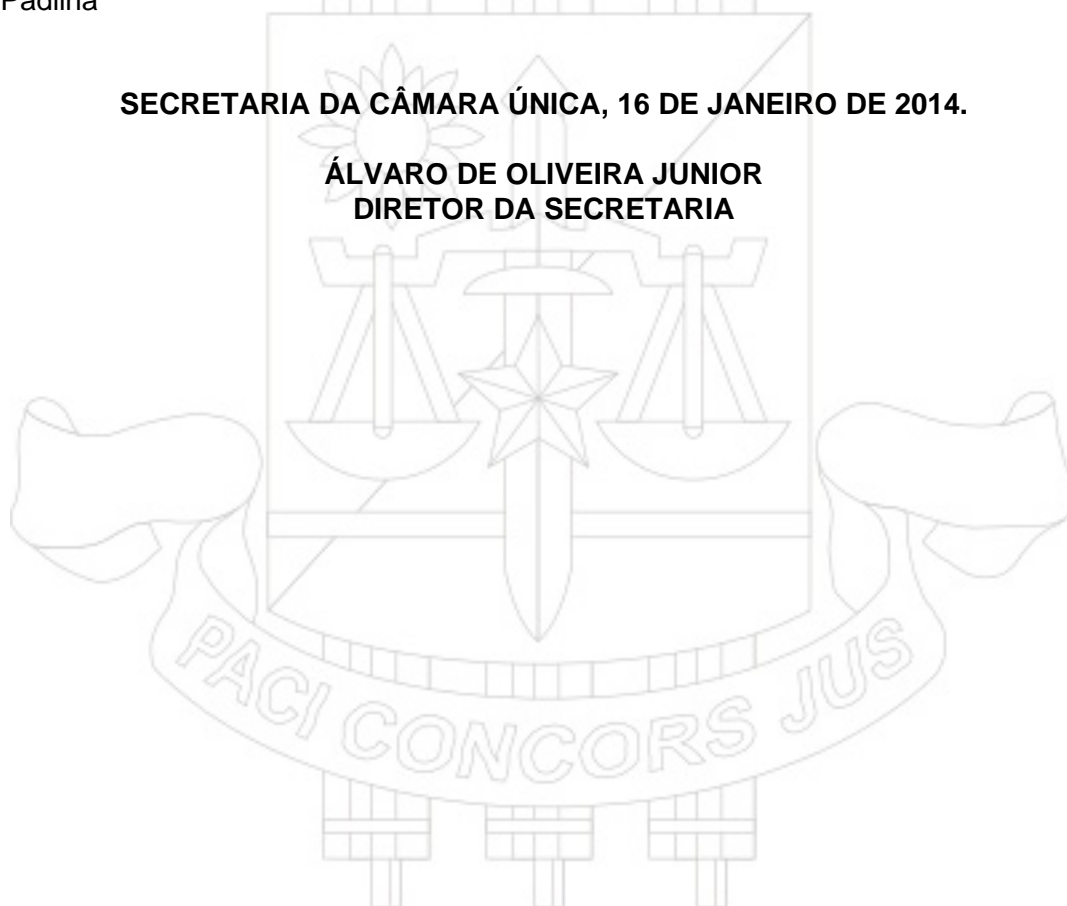 Padilha
SECRETARIA DA CÂMARA ÚNICA, 16 DE JANEIRO DE 2014.
ÁLVARO DE OLIVEIRA JUNIOR
DIRETOR DA SECRETARIA
PACI CONCORS JUS